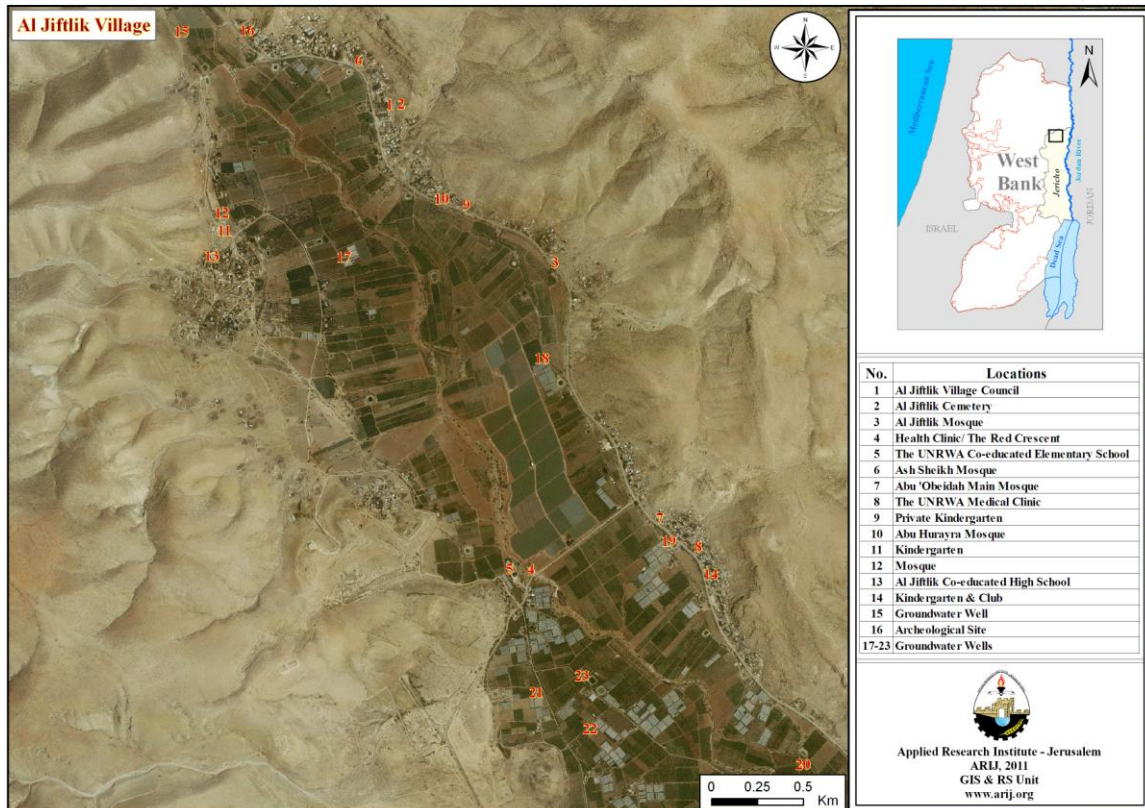 Al Jiftlik Village
15
16
6
1 2
10
9
12
11
13
17
3
18
7
19
8
14
5
4
23
21
22
20
N
E
S
W
0 0.25 0.5
Km
N
Mediterranean Sea
West
Bank
Jericho
Jordan River
ISRAEL
JORDAN
Dead Sea
No. Locations
1 Al Jiftlik Village Council
2 Al Jiftlik Cemetery
3 Al Jiftlik Mosque
4 Health Clinic/ The Red Crescent
5 The UNRWA Co-educated Elementary School
6 Ash Sheikh Mosque
7 Abu 'Obeidah Main Mosque
8 The UNRWA Medical Clinic
9 Private Kindergarten
10 Abu Hurayra Mosque
11 Kindergarten
12 Mosque
13 Al Jiftlik Co-educated High School
14 Kindergarten & Club
15 Groundwater Well
16 Archeological Site
17-23 Groundwater Wells
Applied Research Institute - Jerusalem
ARIJ, 2011
GIS & RS Unit
www.arij.org